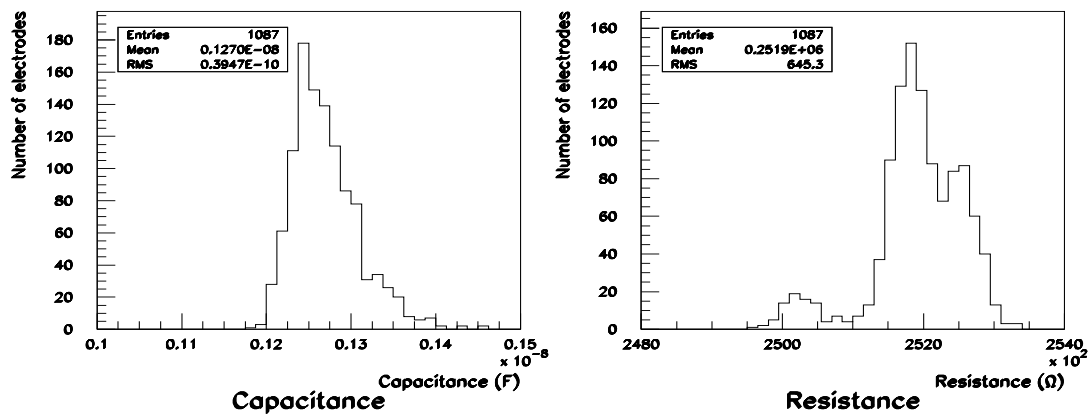 Number of electrodes
180
160
140
120
100
80
60
40
20
0
Entries 1087
Mean 0.1270E-08
RMS 0.3947E-10
0.1 0.11 0.12 0.13 0.14 0.15
x 10⁻⁸
Capacitance (F)
Capacitance
Number of electrodes
160
140
120
100
80
60
40
20
0
Entries 1087
Mean 0.2519E+06
RMS 645.3
2480 2500 2520 2540
x 10²
Resistance (Ω)
Resistance